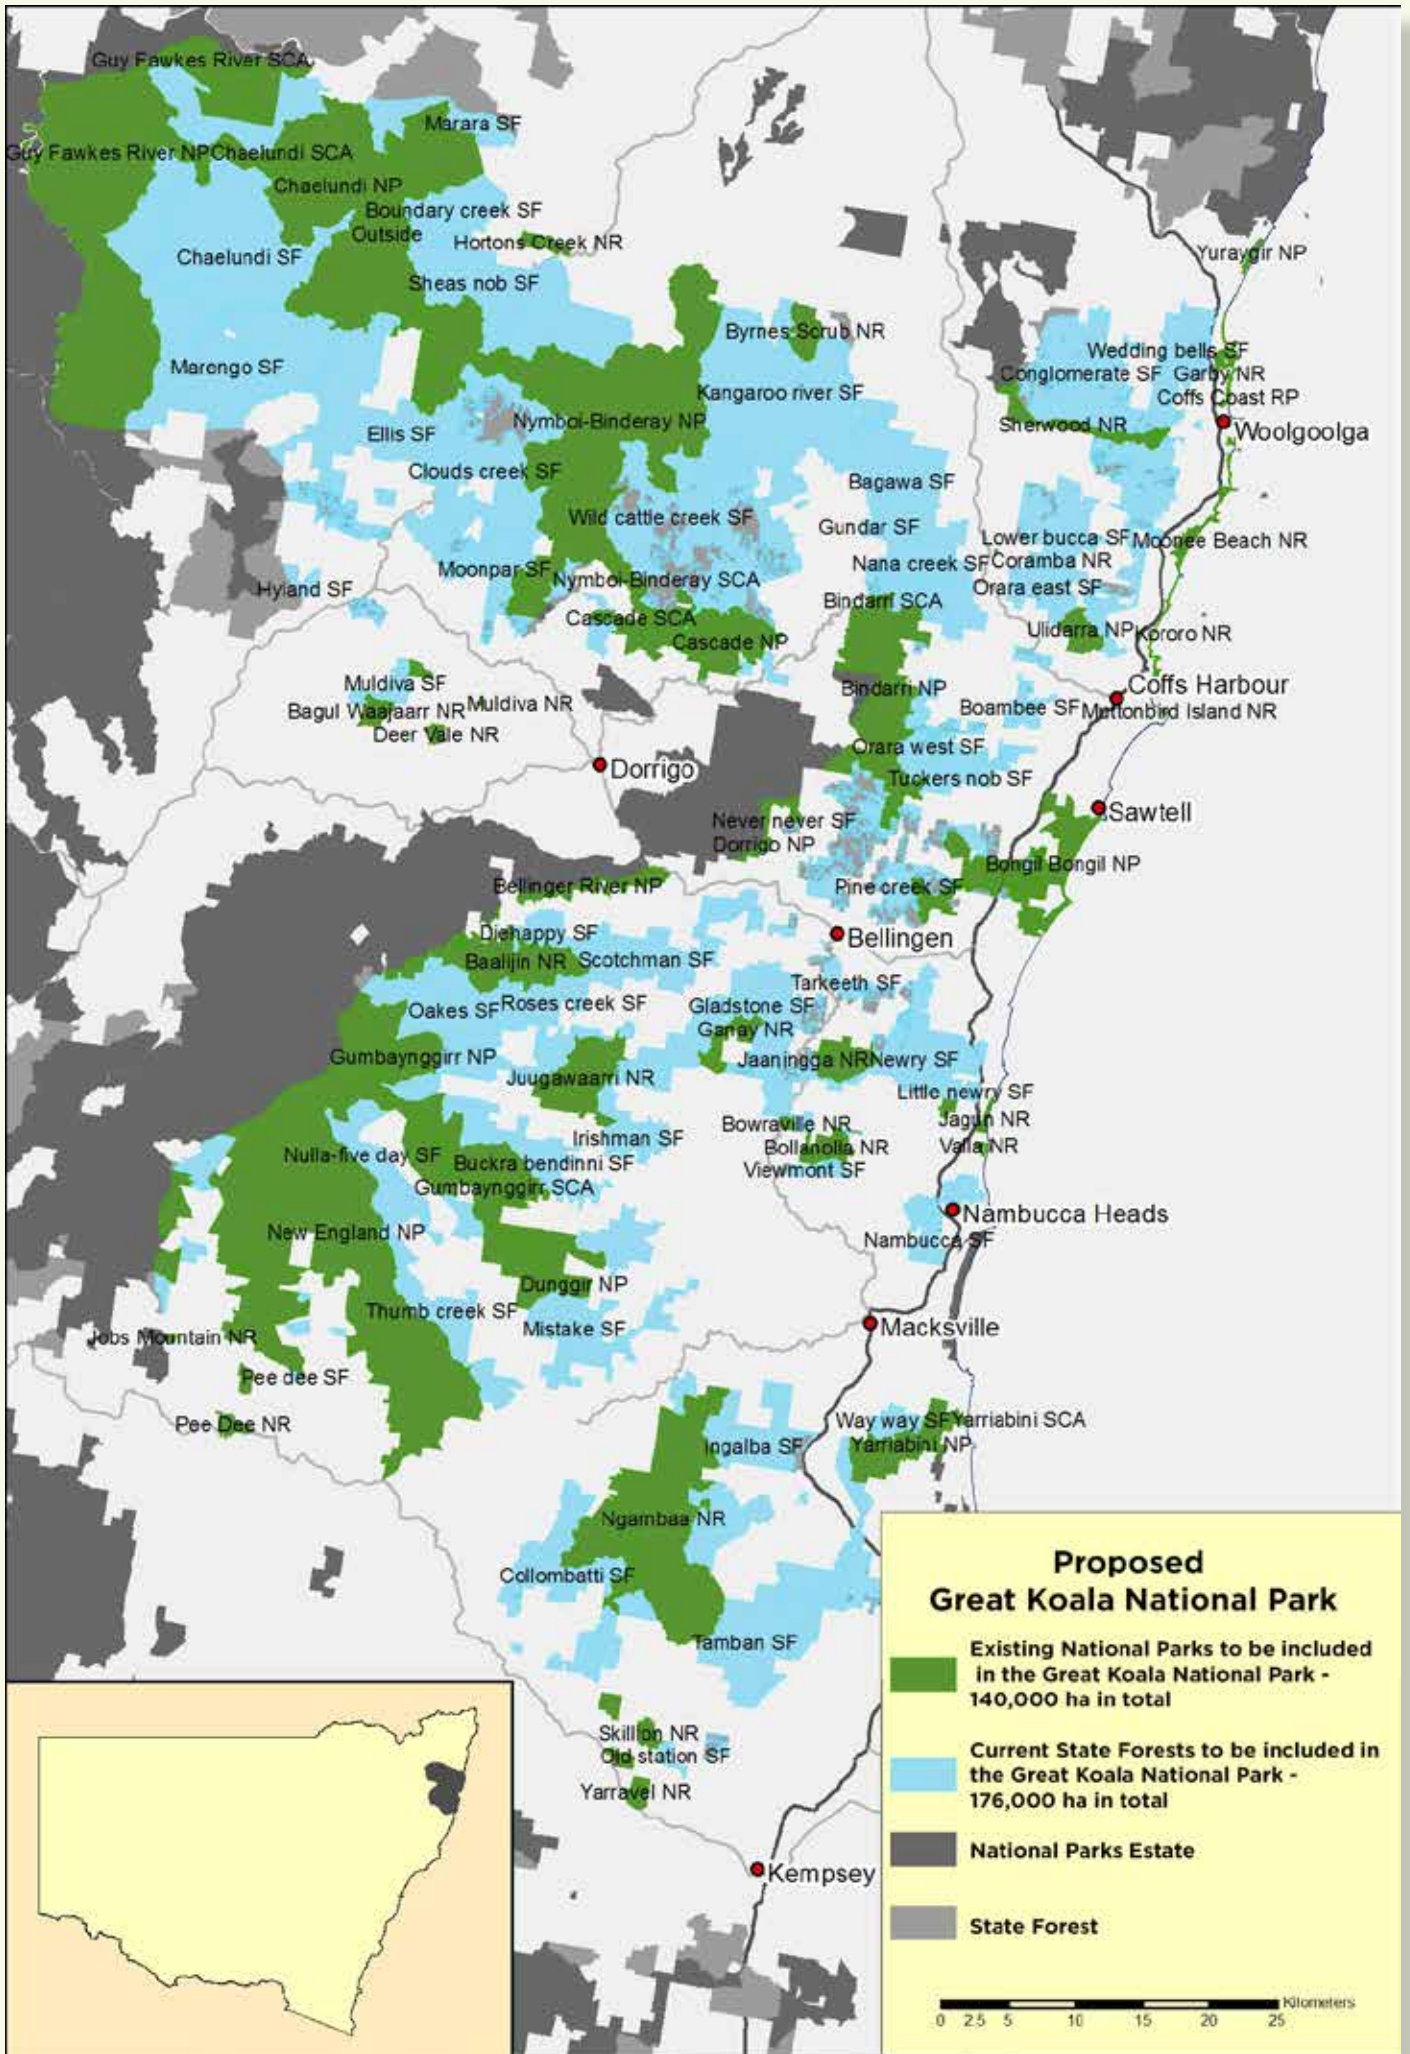 Guy Fawkes River SCA
Marara SF
Guy Fawkes River NP
Chaelundi SCA
Chaelundi NP
Boundary creek SF
Outside
Hortons Creek NR
Chaelundi SF
Yuraygir NP
Sheas nob SF
Byrnes Scrub NR
Wedding bells SF
Marongo SF
Conglomerate SF
Garby NR
Kangaroo river SF
Coffs Coast RP
Ellis SF
Nymboi-Binderay NP
Sherwood NR
Woolgoolga
Clouds creek SF
Bagawa SF
Wild cattle creek SF
Gundar SF
Lower bucca SF
Moonee Beach NR
Moonpar SF
Nymboi-Binderay SCA
Nana creek SF
Coramba NR
Hyland SF
Orara east SF
Bindarri SCA
Cascade SCA
Cascade NP
Ulidarra NP
Kororo NR
Muldiva SF
Bindarri NP
Coffs Harbour
Bagul Waajaarr NR
Muldiva NR
Boambee SF
Muttonbird Island NR
Deer Vale NR
Orara west SF
Dorrigo
Tuckers nob SF
Sawtell
Never never SF
Dorrigo NP
Bongil Bongil NP
Bellinger River NP
Pine creek SF
Diehappy SF
Bellingen
Baalijin NR
Scotchman SF
Tarkeeth SF
Oakes SF
Roses creek SF
Gladstone SF
Ganay NR
Gumbaynggirr NP
Juugawaarri NR
Jaaningga NR
Newry SF
Little newry SF
Jagun NR
Bowraville NR
Irishman SF
Bollanolla NR
Valla NR
Nulla-five day SF
Buckra bendinni SF
Viewmont SF
Gumbaynggirr SCA
New England NP
Nambucca Heads
Nambucca SF
Dunggir NP
Thumb creek SF
Mistake SF
Macksville
Jobs Mountain NR
Pee dee SF
Pee Dee NR
Way way SF
Yarriabini SCA
Ingalba SF
Yarriabini NP
Ngambaa NR
Collombatti SF
Tamban SF
Skillion NR
Old station SF
Yarravel NR
Kempsey
Proposed
Great Koala National Park
Existing National Parks to be included
in the Great Koala National Park -
140,000 ha in total
Current State Forests to be included in
the Great Koala National Park -
176,000 ha in total
National Parks Estate
State Forest
Kilometers
0 2.5 5 10 15 20 25